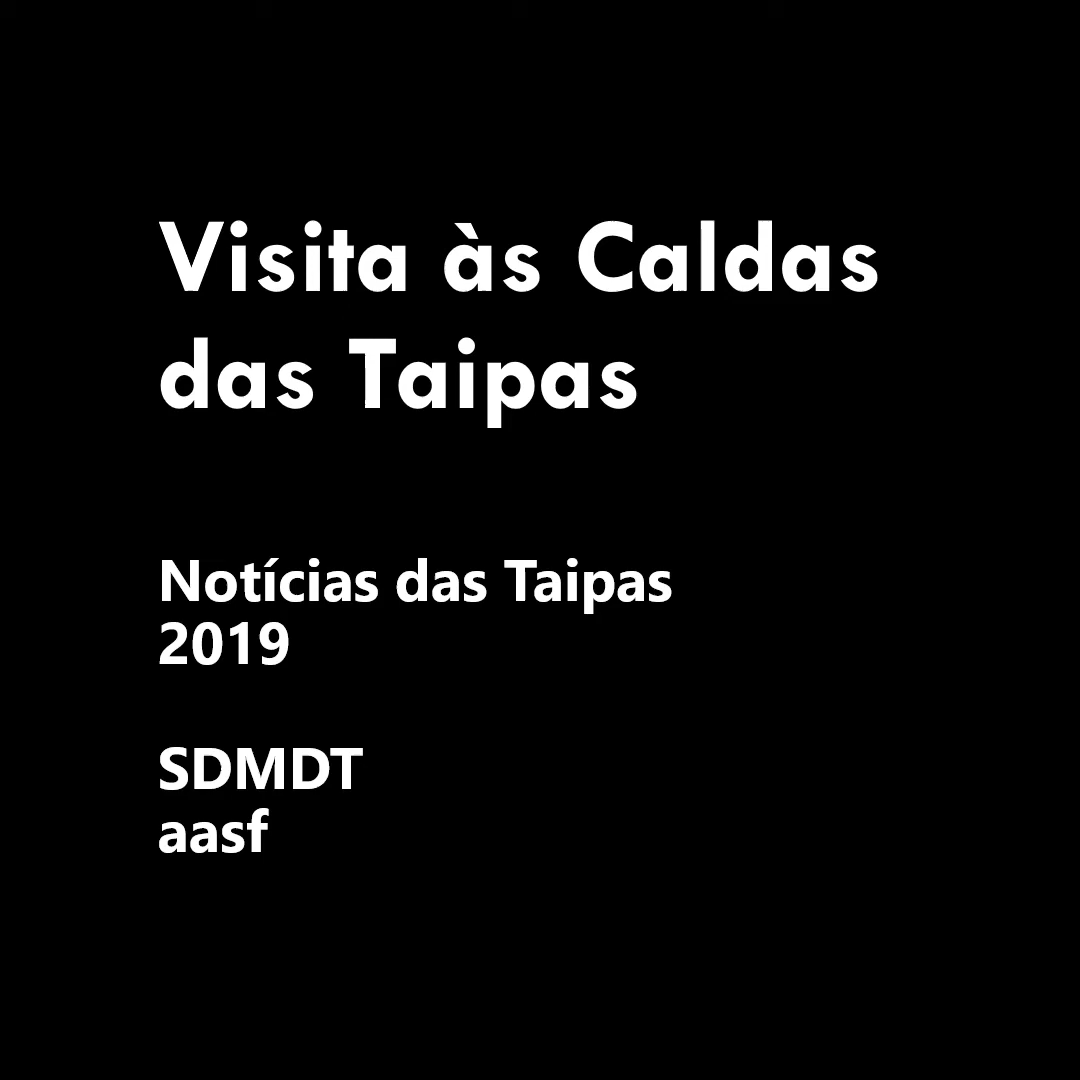 Visita às Caldas
das Taipas
Notícias das Taipas
2019
SDMDT
aasf